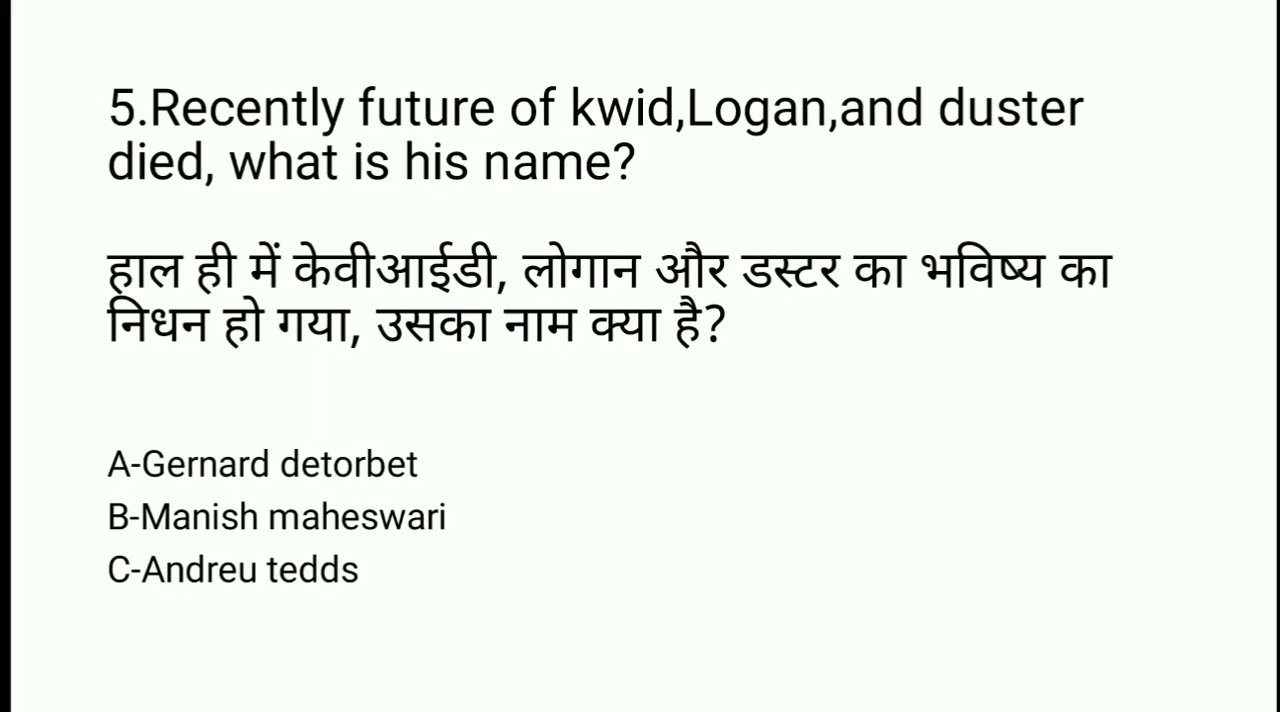 5.Recently future of kwid,Logan,and duster
died, what is his name?
हाल ही में केवीआईडी, लोगान और डस्टर का भविष्य का
निधन हो गया, उसका नाम क्या है?
A-Gernard detorbet
B-Manish maheswari
C-Andreu tedds